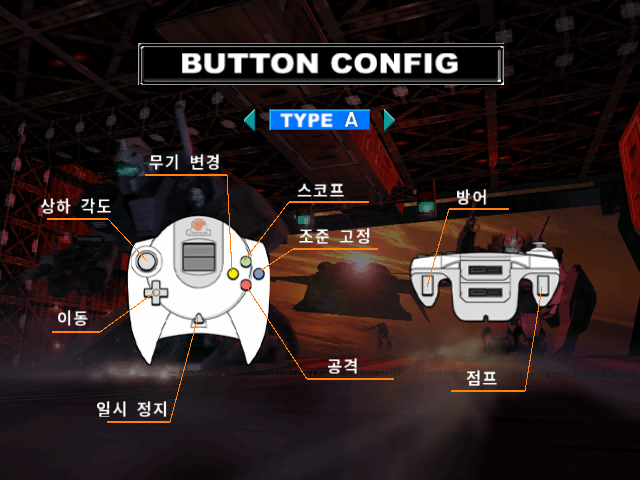 BUTTON CONFIG
TYPE A
무기 변경
스코프
방어
상하 각도
조준 고정
이동
공격
점프
일시 정지